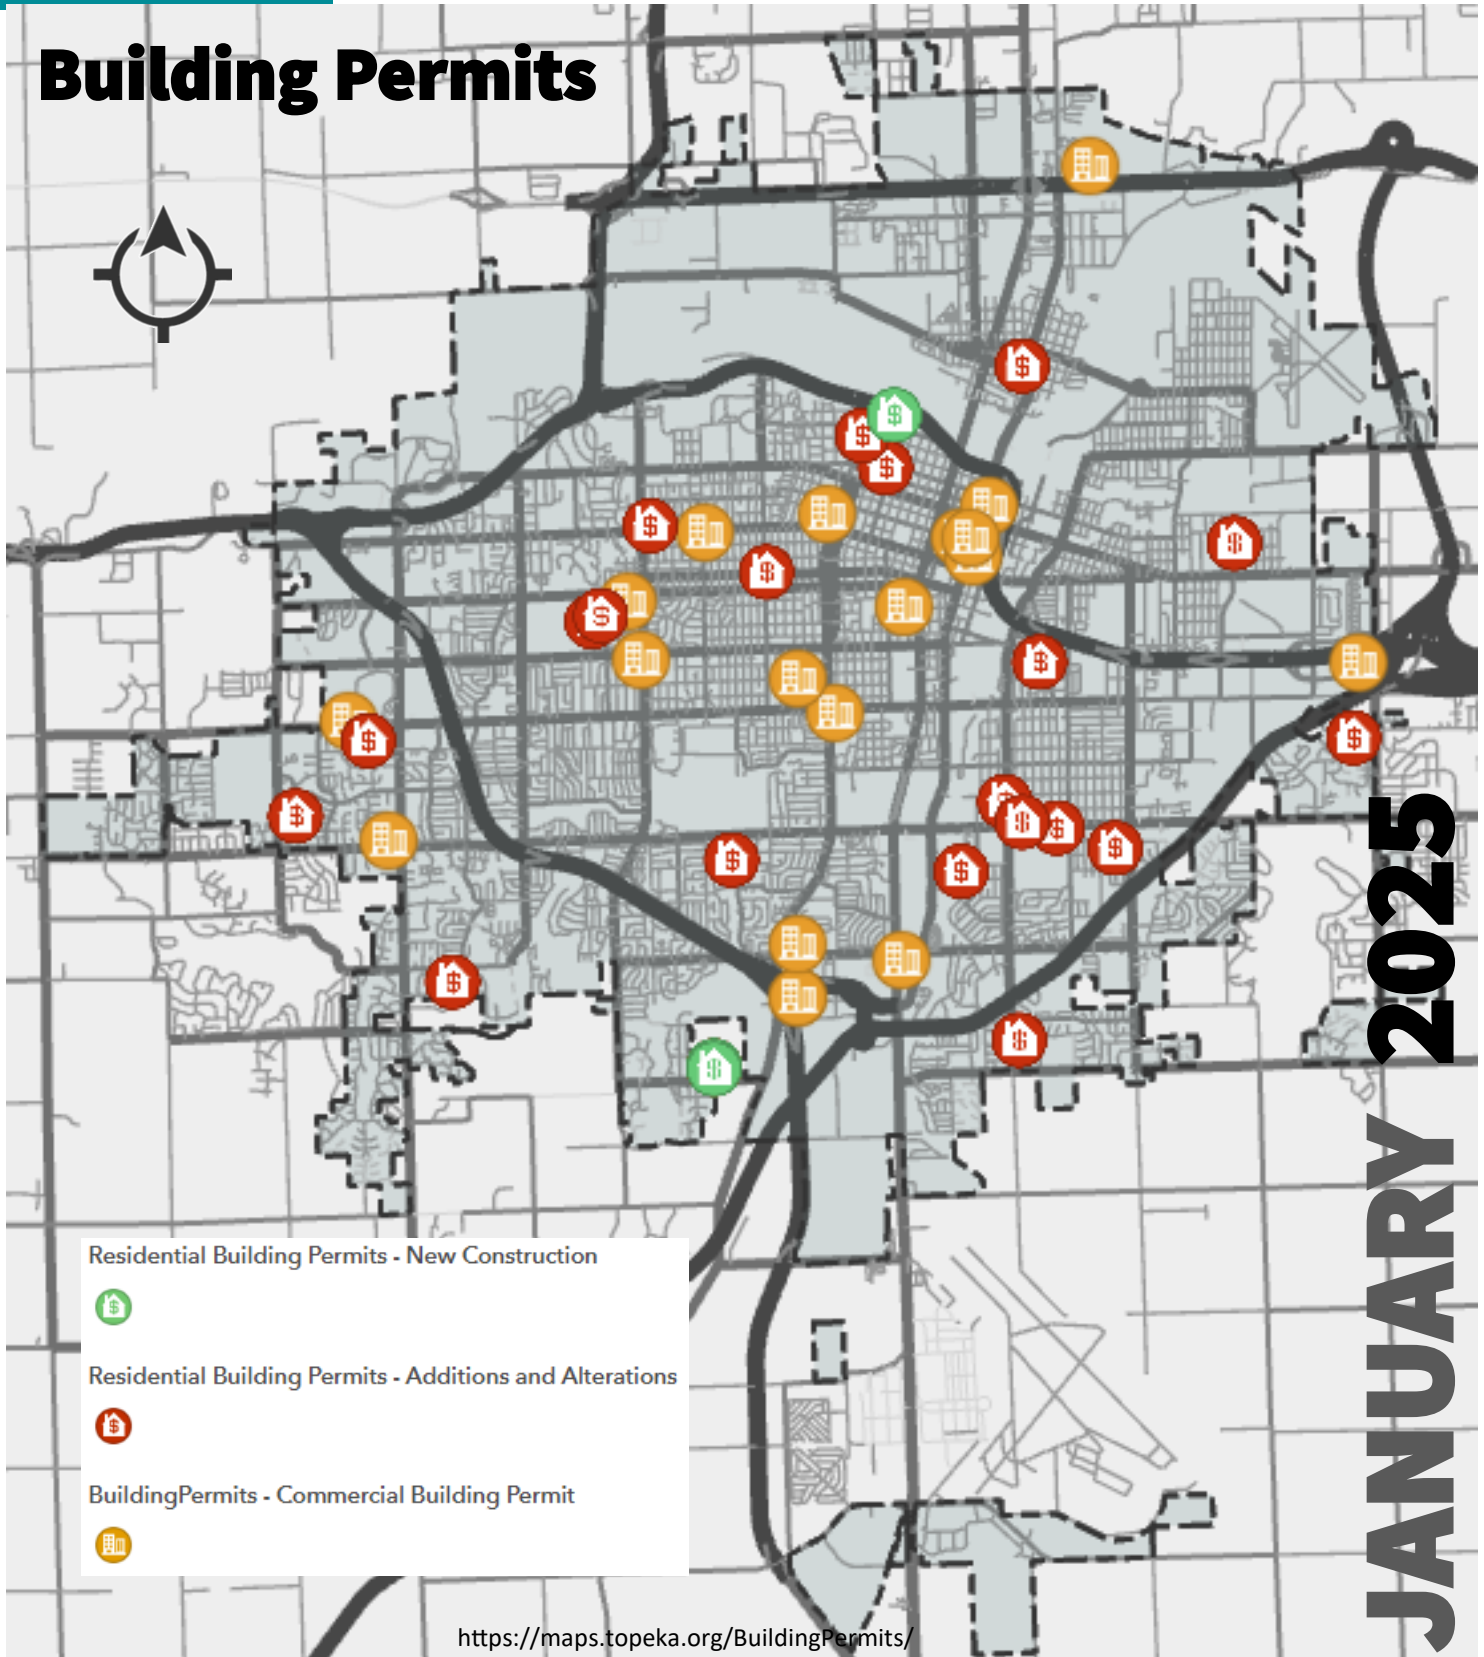 Building Permits
JANUARY 2025
Residential Building Permits - New Construction
Residential Building Permits - Additions and Alterations
BuildingPermits - Commercial Building Permit
https://maps.topeka.org/BuildingPermits/